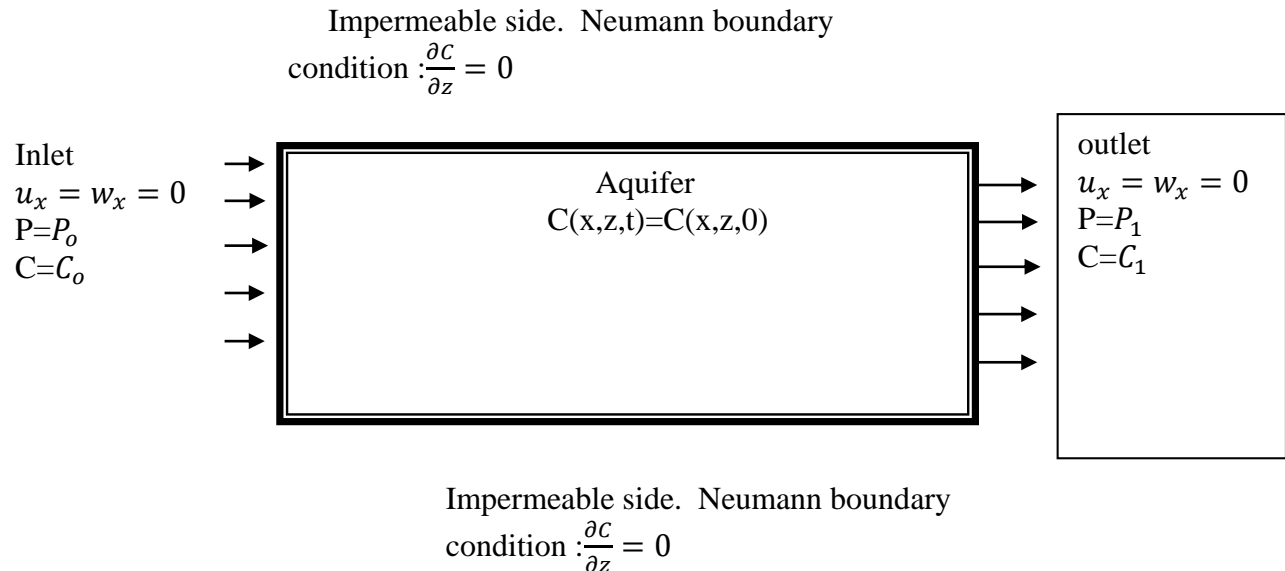 Impermeable side.  Neumann boundary
condition :∂C/∂z = 0
Inlet
u_x = w_x = 0
P=P_o
C=C_o
Aquifer
C(x,z,t)=C(x,z,0)
outlet
u_x = w_x = 0
P=P_1
C=C_1
Impermeable side.  Neumann boundary
condition :∂C/∂z = 0